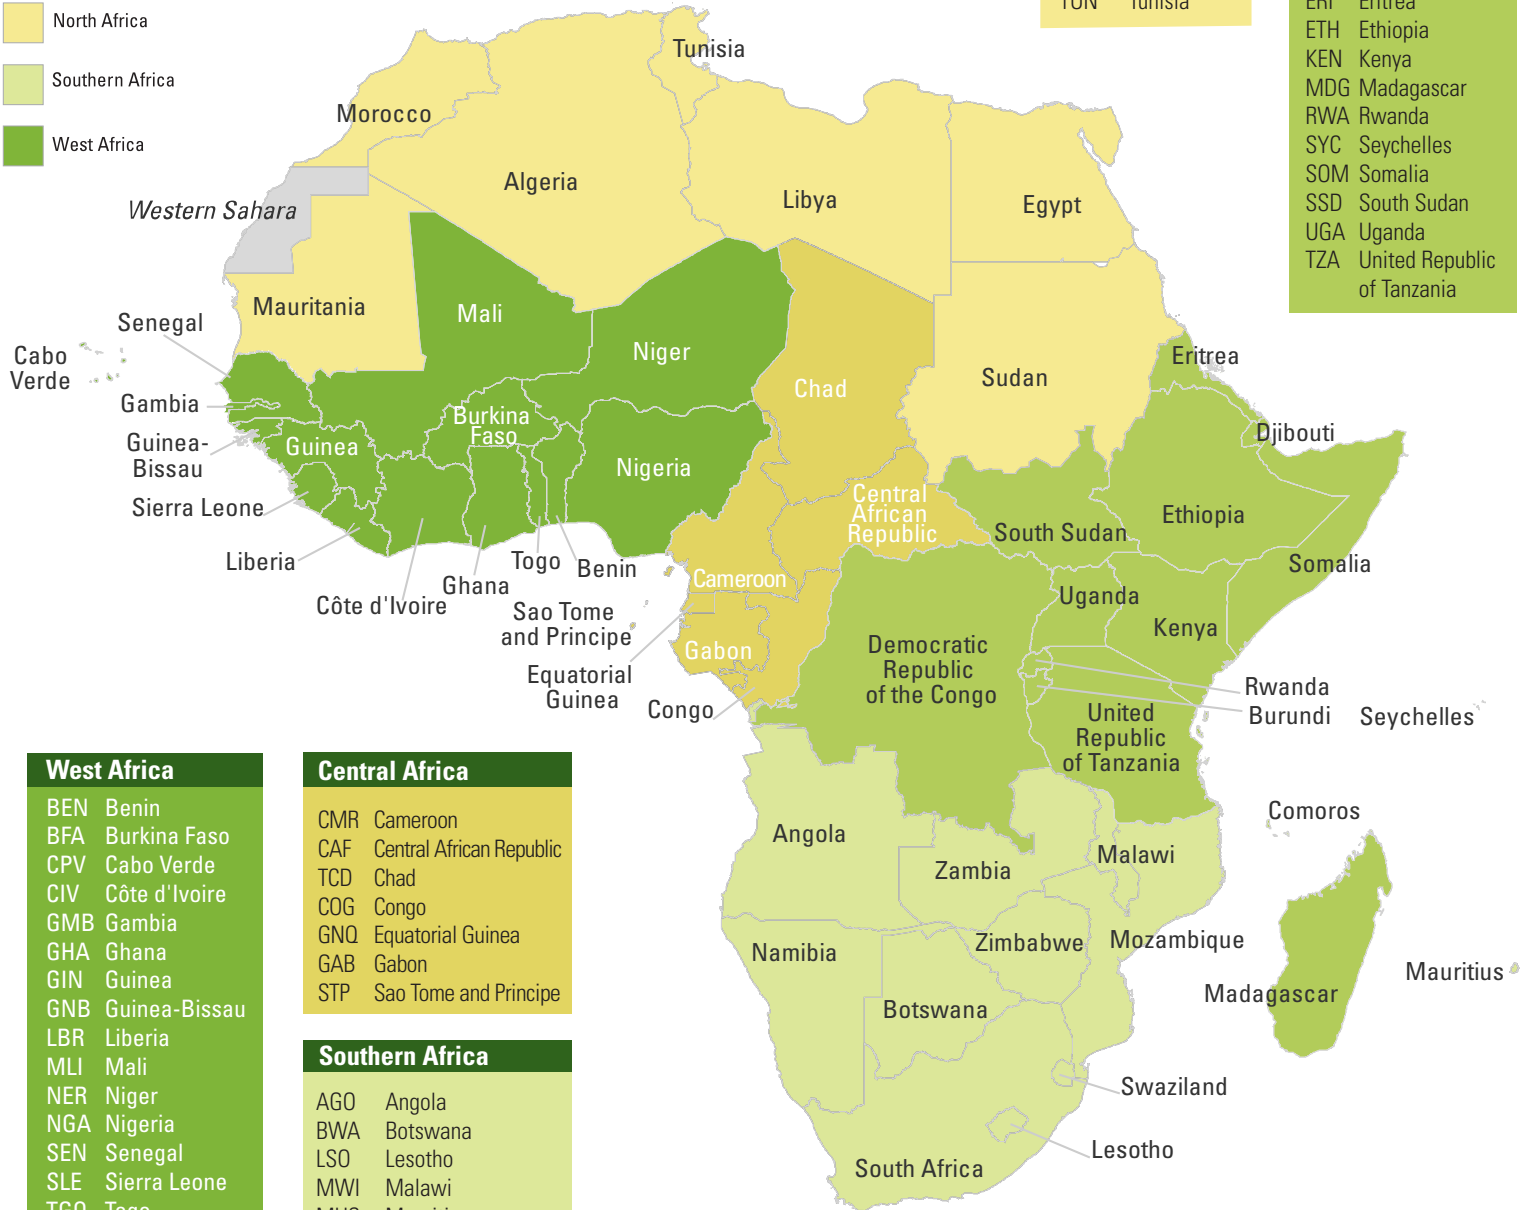 North Africa
Southern Africa
West Africa
TUN Tunisia
ERI Eritrea
ETH Ethiopia
KEN Kenya
MDG Madagascar
RWA Rwanda
SYC Seychelles
SOM Somalia
SSD South Sudan
UGA Uganda
TZA United Republic
of Tanzania
Tunisia
Morocco
Algeria
Libya
Egypt
Western Sahara
Mauritania
Mali
Niger
Chad
Sudan
Eritrea
Senegal
Cabo
Verde
Gambia
Guinea-
Bissau
Guinea
Burkina
Faso
Nigeria
Djibouti
Sierra Leone
Liberia
Côte d'Ivoire
Ghana
Togo
Benin
Central
African
Republic
South Sudan
Ethiopia
Somalia
Cameroon
Sao Tome
and Principe
Equatorial
Guinea
Gabon
Congo
Uganda
Kenya
Democratic
Republic
of the Congo
Rwanda
Burundi
Seychelles
United
Republic
of Tanzania
Comoros
Angola
Zambia
Malawi
Namibia
Zimbabwe
Mozambique
Botswana
Madagascar
Mauritius
Swaziland
Lesotho
South Africa
West Africa
BEN Benin
BFA Burkina Faso
CPV Cabo Verde
CIV Côte d'Ivoire
GMB Gambia
GHA Ghana
GIN Guinea
GNB Guinea-Bissau
LBR Liberia
MLI Mali
NER Niger
NGA Nigeria
SEN Senegal
SLE Sierra Leone
TGO Togo
Central Africa
CMR Cameroon
CAF Central African Republic
TCD Chad
COG Congo
GNQ Equatorial Guinea
GAB Gabon
STP Sao Tome and Principe
Southern Africa
AGO Angola
BWA Botswana
LSO Lesotho
MWI Malawi